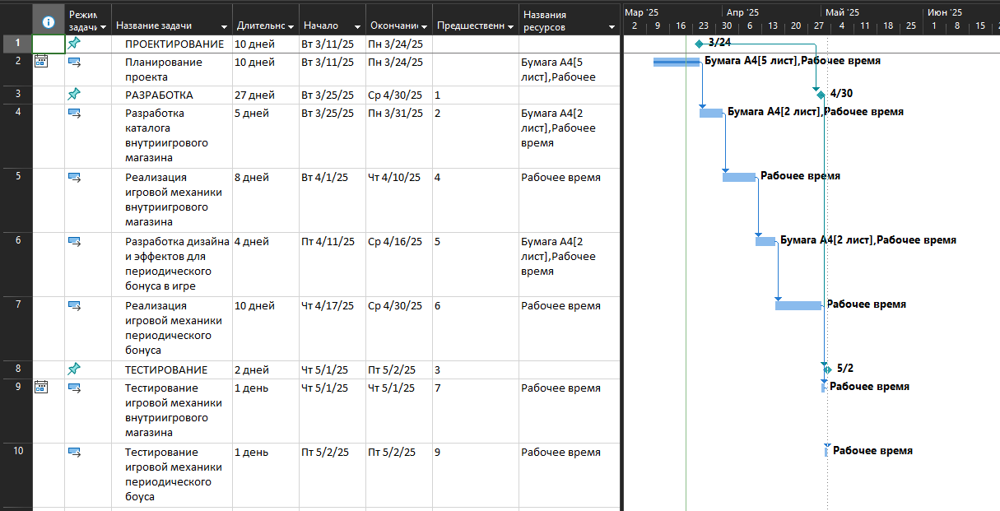 Режим задачи Название задачи Длительнс Начало Окончани Предшественн Названия ресурсов
1 ПРОЕКТИРОВАНИЕ 10 дней Вт 3/11/25 Пн 3/24/25
2 Планирование проекта 10 дней Вт 3/11/25 Пн 3/24/25 Бумага А4[5 лист],Рабочее
3 РАЗРАБОТКА 27 дней Вт 3/25/25 Ср 4/30/25 1
4 Разработка каталога внутриигрового магазина 5 дней Вт 3/25/25 Пн 3/31/25 2 Бумага А4[2 лист],Рабочее время
5 Реализация игровой механики внутриигрового магазина 8 дней Вт 4/1/25 Чт 4/10/25 4 Рабочее время
6 Разработка дизайна и эффектов для периодического бонуса в игре 4 дней Пт 4/11/25 Ср 4/16/25 5 Бумага А4[2 лист],Рабочее время
7 Реализация игровой механики периодического бонуса 10 дней Чт 4/17/25 Ср 4/30/25 6 Рабочее время
8 ТЕСТИРОВАНИЕ 2 дней Чт 5/1/25 Пт 5/2/25 3
9 Тестирование игровой механики внутриигрового магазина 1 день Чт 5/1/25 Чт 5/1/25 7 Рабочее время
10 Тестирование игровой механики периодического боуса 1 день Пт 5/2/25 Пт 5/2/25 9 Рабочее время
Мар '25 Апр '25 Май '25 Июн '25
2 9 16 23 30 6 13 20 27 4 11 18 25 1 8 15
3/24
Бумага А4[5 лист],Рабочее время
4/30
Бумага А4[2 лист],Рабочее время
Рабочее время
Бумага А4[2 лист],Рабочее время
Рабочее время
5/2
Рабочее время
Рабочее время